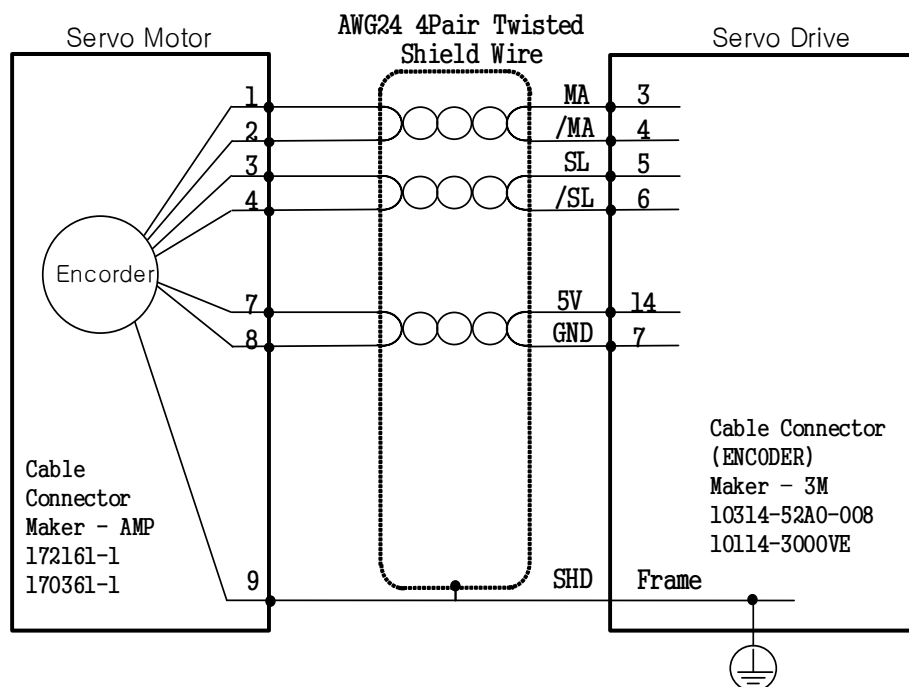 Servo Motor
AWG24 4Pair Twisted
Shield Wire
Servo Drive
1 MA 3
2 /MA 4
3 SL 5
4 /SL 6
Encorder
7 5V 14
8 GND 7
Cable
Connector
Maker - AMP
172161-1
170361-1
Cable Connector
(ENCODER)
Maker - 3M
10314-52A0-008
10114-3000VE
9 SHD Frame